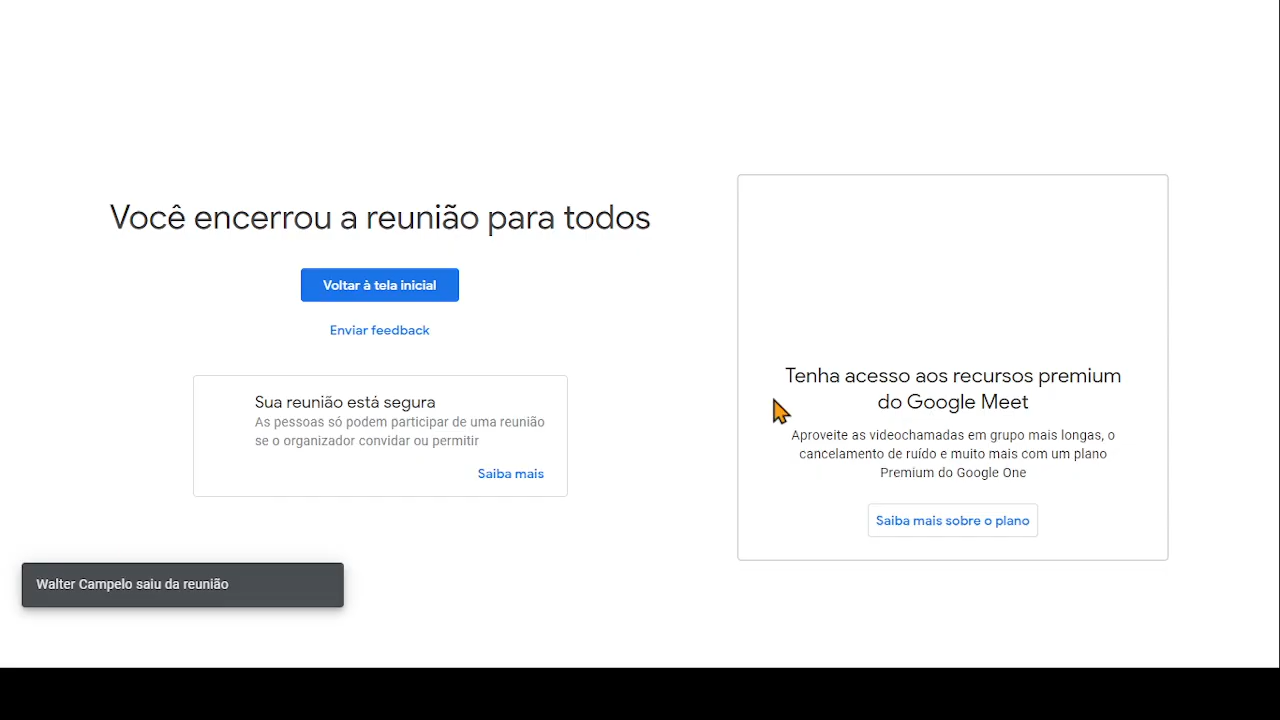 Você encerrou a reunião para todos
Voltar à tela inicial
Enviar feedback
Sua reunião está segura
As pessoas só podem participar de uma reunião
se o organizador convidar ou permitir
Saiba mais
Tenha acesso aos recursos premium
do Google Meet
Aproveite as videochamadas em grupo mais longas, o
cancelamento de ruído e muito mais com um plano
Premium do Google One
Saiba mais sobre o plano
Walter Campelo saiu da reunião